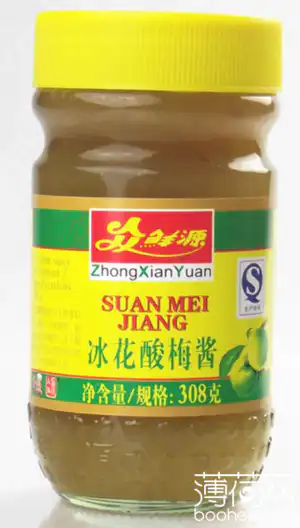 众鲜源
ZhongXianYuan
SUAN MEI
JIANG
冰花酸梅酱
净含量/规格: 308克
薄荷
boohe